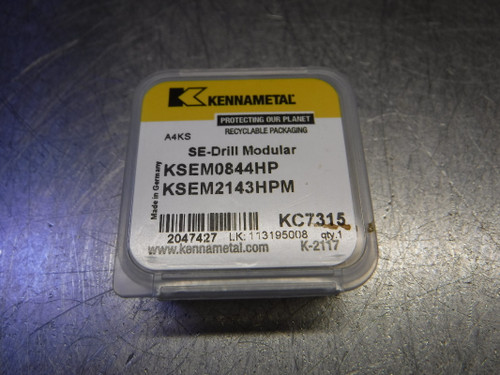 KENNAMETAL
PROTECTING OUR PLANET
RECYCLABLE PACKAGING
A4KS
SE-Drill Modular
Made in Germany
KSEM0844HP
KSEM2143HPM
KC7315
2047427 LK: 113195008 qty.1
www.kennametal.com K-2117